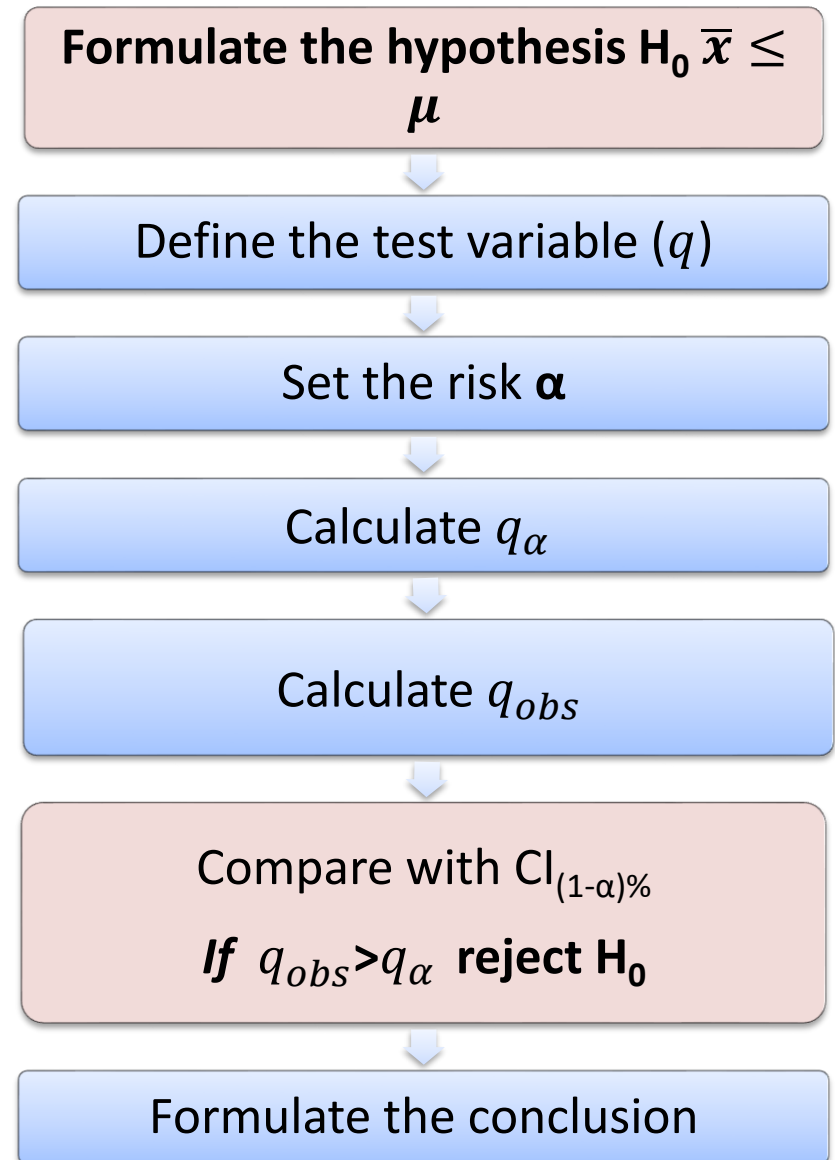 Formulate the hypothesis H₀ x̅ ≤
μ
Define the test variable (q)
Set the risk α
Calculate qα
Calculate qobs
Compare with CI(1-α)%
If qobs>qα reject H₀
Formulate the conclusion